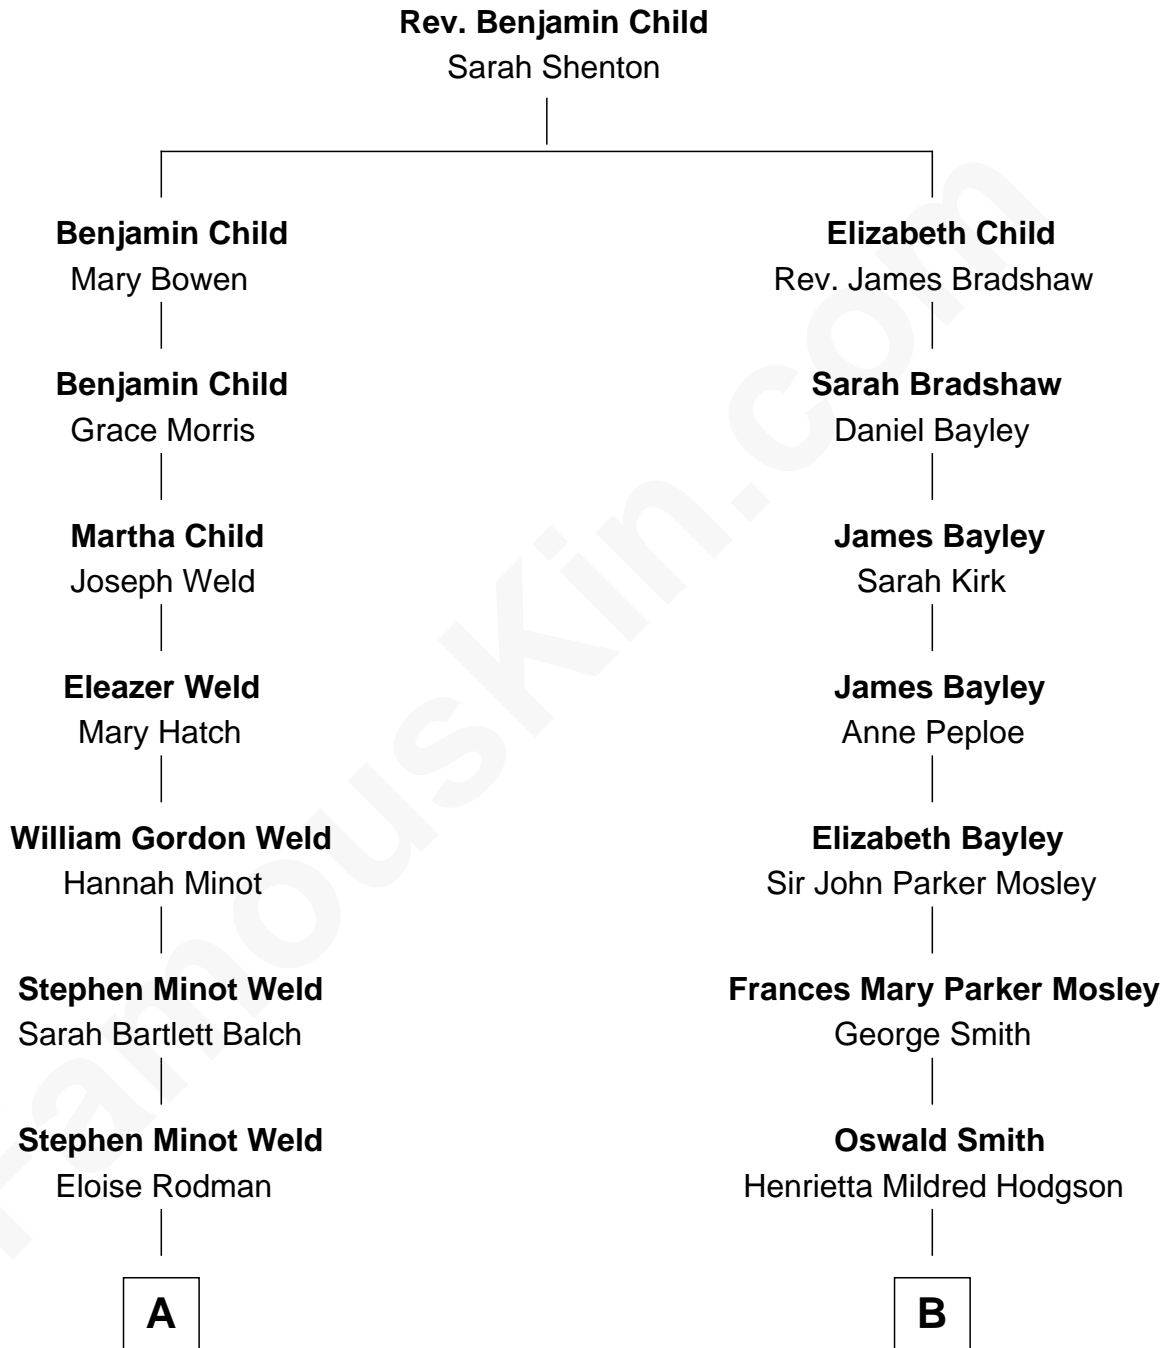 Rev. Benjamin Child
Sarah Shenton
Benjamin Child
Mary Bowen
Elizabeth Child
Rev. James Bradshaw
Benjamin Child
Grace Morris
Sarah Bradshaw
Daniel Bayley
Martha Child
Joseph Weld
James Bayley
Sarah Kirk
Eleazer Weld
Mary Hatch
James Bayley
Anne Peploe
William Gordon Weld
Hannah Minot
Elizabeth Bayley
Sir John Parker Mosley
Stephen Minot Weld
Sarah Bartlett Balch
Frances Mary Parker Mosley
George Smith
Stephen Minot Weld
Eloise Rodman
Oswald Smith
Henrietta Mildred Hodgson
A
B
FamousKin.com